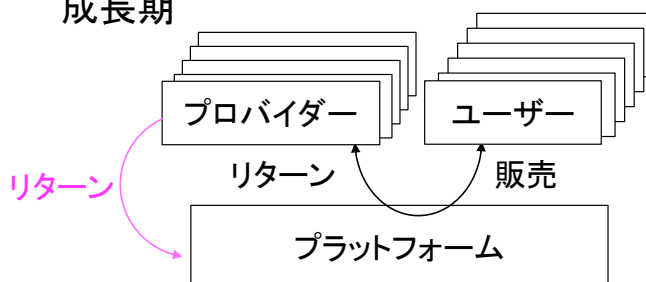 成長期
プロバイダー
ユーザー
リターン
販売
リターン
プラットフォーム